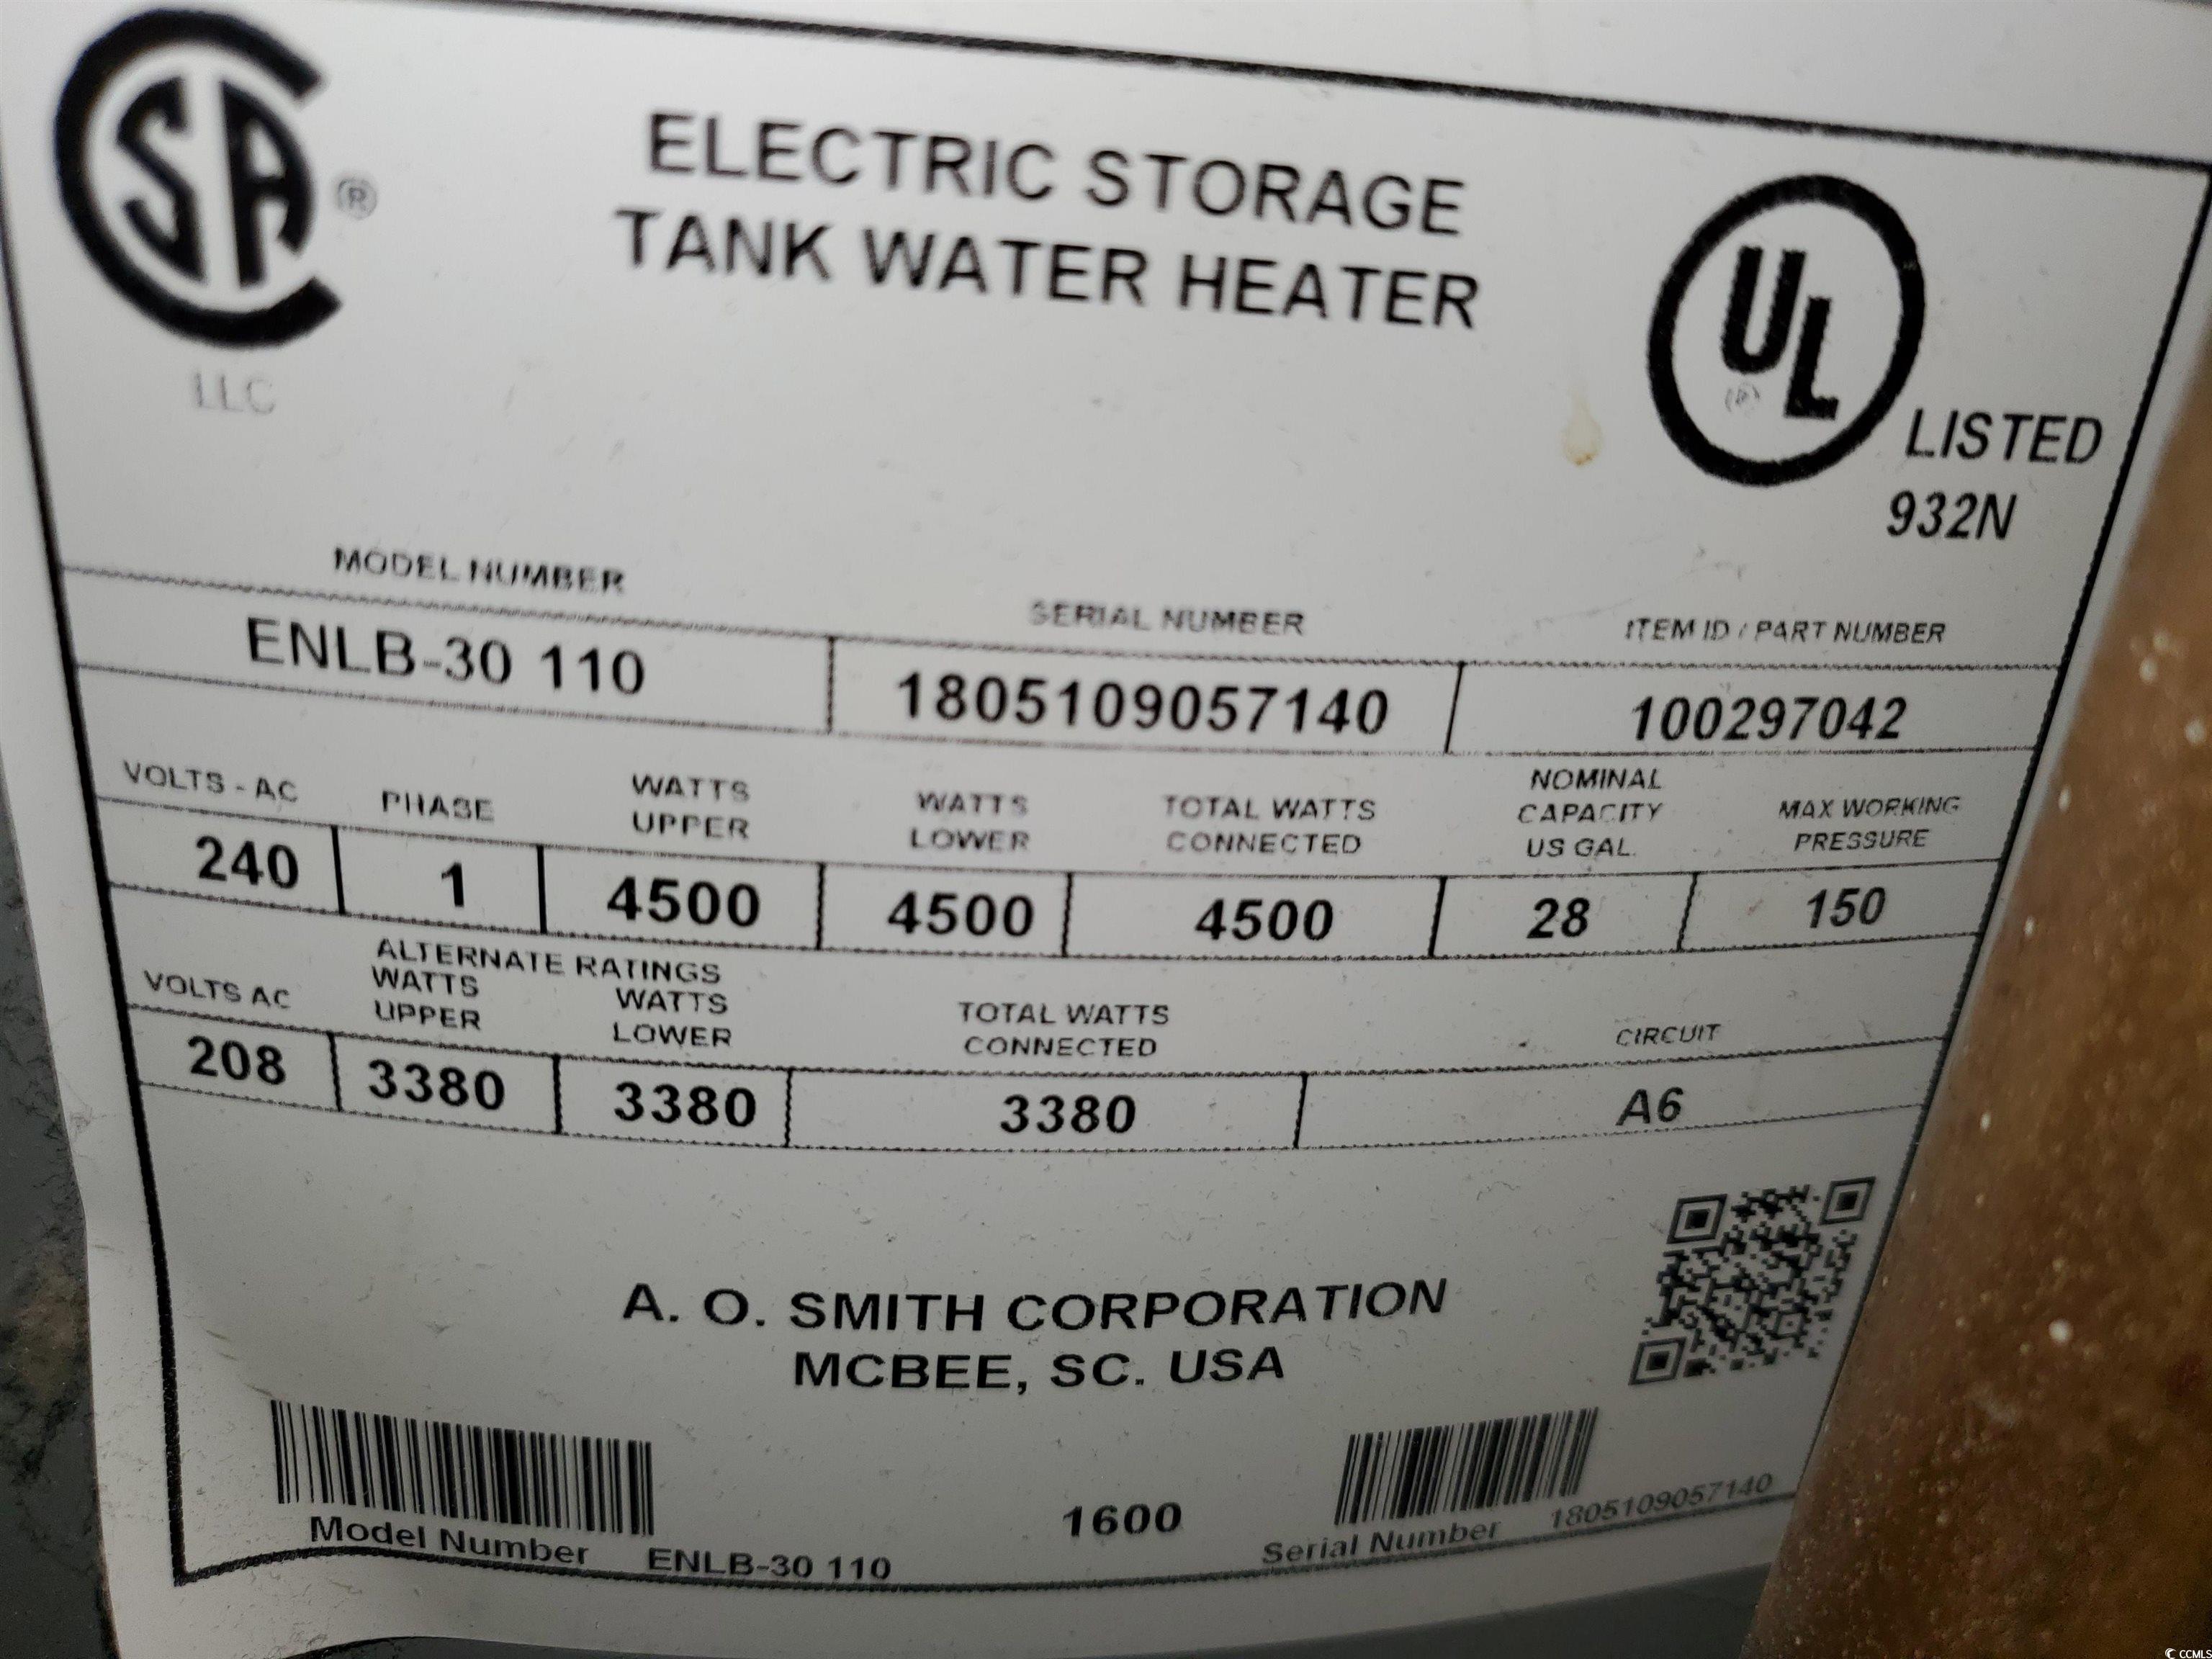 CSA ®
LLC
ELECTRIC STORAGE
TANK WATER HEATER
UL ®
LISTED
932N
MODEL NUMBER SERIAL NUMBER ITEM ID / PART NUMBER
ENLB-30 110 1805109057140 100297042
VOLTS - AC PHASE WATTS UPPER WATTS LOWER TOTAL WATTS CONNECTED NOMINAL CAPACITY US GAL. MAX WORKING PRESSURE
240 1 4500 4500 4500 28 150
ALTERNATE RATINGS
VOLTS AC WATTS UPPER WATTS LOWER TOTAL WATTS CONNECTED CIRCUIT
208 3380 3380 3380 A6
A. O. SMITH CORPORATION
MCBEE, SC. USA
Model Number ENLB-30 110 1600 Serial Number 1805109057140
CCMLS